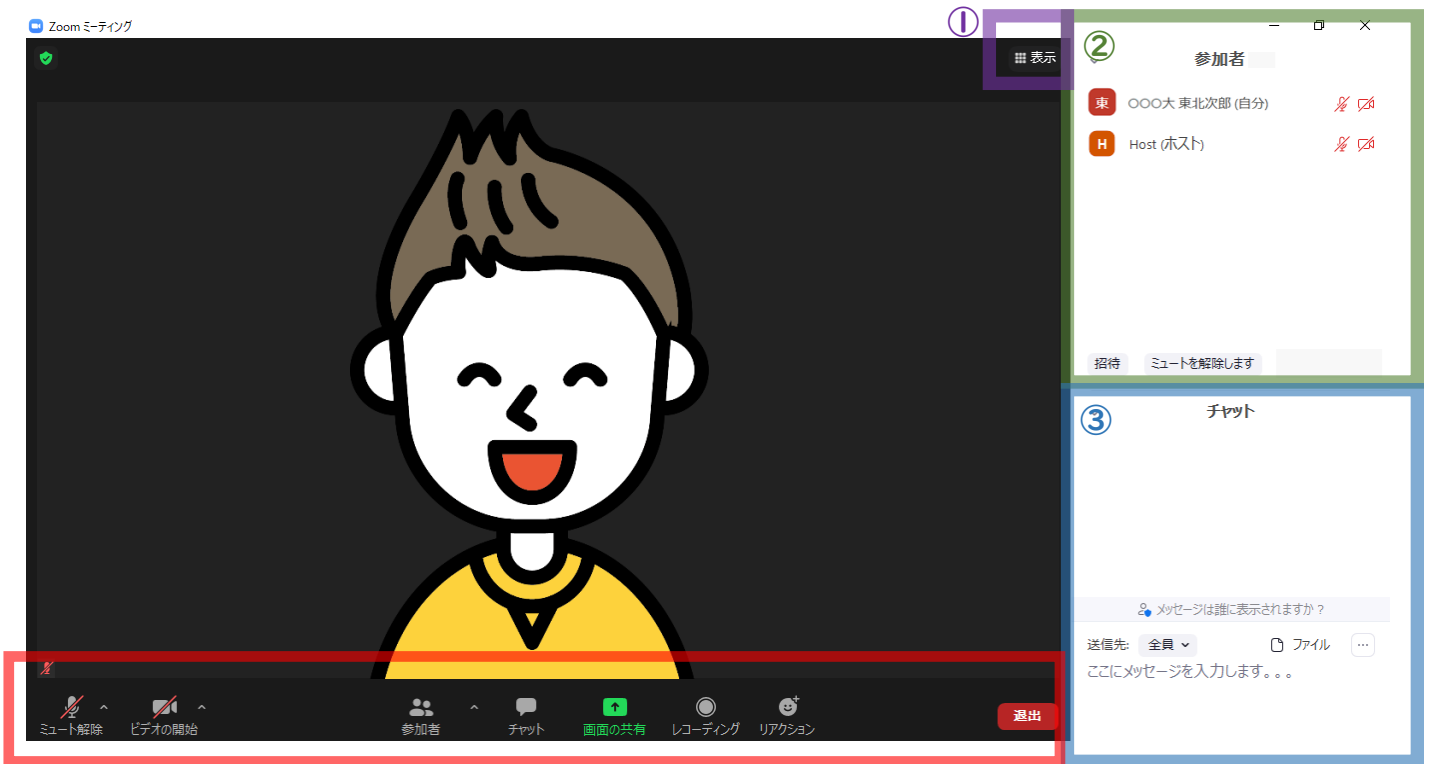 Zoom ミーティング
①
表示
②
参加者
東
○○○大 東北次郎 (自分)
H
Host (ホスト)
招待
ミュートを解除します
③
チャット
メッセージは誰に表示されますか？
送信先:
全員
ファイル
...
ここにメッセージを入力します。。。
ミュート解除
ビデオの開始
参加者
チャット
画面の共有
レコーディング
リアクション
退出